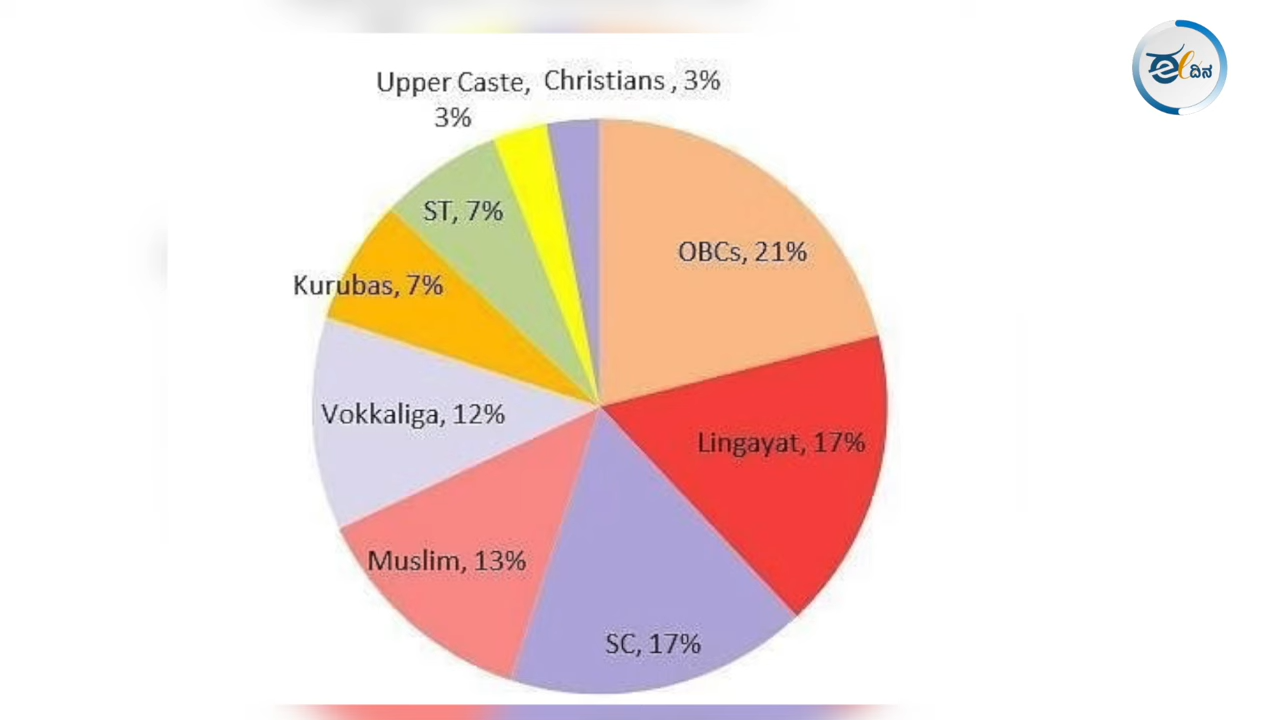 Upper Caste,
3%
Christians , 3%
OBCs, 21%
ST, 7%
Kurubas, 7%
Vokkaliga, 12%
Lingayat, 17%
Muslim, 13%
SC, 17%
ಈ ದಿನ